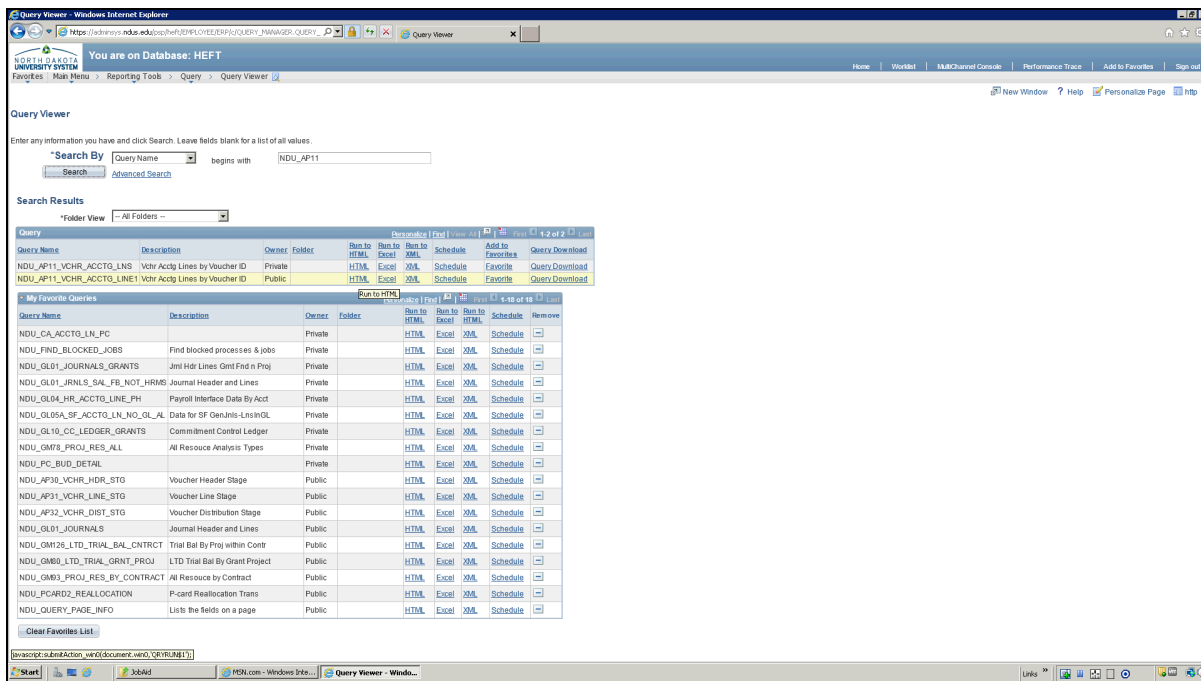 Query Viewer - Windows Internet Explorer
https://adminsys.ndus.edu/psp/heft/EMPLOYEE/ERP/c/QUERY_MANAGER.QUERY_ Query Viewer
NORTH DAKOTA UNIVERSITY SYSTEM
You are on Database: HEFT
Home | Worklist | MultiChannel Console | Performance Trace | Add to Favorites | Sign out
Favorites Main Menu > Reporting Tools > Query > Query Viewer
New Window ? Help Personalize Page http
Query Viewer
Enter any information you have and click Search. Leave fields blank for a list of all values.
*Search By Query Name begins with NDU_AP11
Search Advanced Search
Search Results
*Folder View -- All Folders --
Query Personalize | Find | View All | First 1-2 of 2 Last
Query Name Description Owner Folder Run to HTML Run to Excel Run to XML Schedule Add to Favorites Query Download
NDU_AP11_VCHR_ACCTG_LNS Vchr Acctg Lines by Voucher ID Private HTML Excel XML Schedule Favorite Query Download
NDU_AP11_VCHR_ACCTG_LINE1 Vchr Acctg Lines by Voucher ID Public HTML Excel XML Schedule Favorite Query Download
Run to HTML
My Favorite Queries Personalize | Find | First 1-18 of 18 Last
Query Name Description Owner Folder Run to HTML Run to Excel Run to HTML Schedule Remove
NDU_CA_ACCTG_LN_PC Private HTML Excel XML Schedule
NDU_FIND_BLOCKED_JOBS Find blocked processes & jobs Private HTML Excel XML Schedule
NDU_GL01_JOURNALS_GRANTS Jrnl Hdr Lines Grnt Fnd n Proj Private HTML Excel XML Schedule
NDU_GL01_JRNLS_SAL_FB_NOT_HRMS Journal Header and Lines Private HTML Excel XML Schedule
NDU_GL04_HR_ACCTG_LINE_PH Payroll Interface Data By Acct Private HTML Excel XML Schedule
NDU_GL05A_SF_ACCTG_LN_NO_GL_AL Data for SF GenJnls-LnsInGL Private HTML Excel XML Schedule
NDU_GL10_CC_LEDGER_GRANTS Commitment Control Ledger Private HTML Excel XML Schedule
NDU_GM78_PROJ_RES_ALL All Resouce Analysis Types Private HTML Excel XML Schedule
NDU_PC_BUD_DETAIL Private HTML Excel XML Schedule
NDU_AP30_VCHR_HDR_STG Voucher Header Stage Public HTML Excel XML Schedule
NDU_AP31_VCHR_LINE_STG Voucher Line Stage Public HTML Excel XML Schedule
NDU_AP32_VCHR_DIST_STG Voucher Distribution Stage Public HTML Excel XML Schedule
NDU_GL01_JOURNALS Journal Header and Lines Public HTML Excel XML Schedule
NDU_GM126_LTD_TRIAL_BAL_CNTRCT Trial Bal By Proj within Contr Public HTML Excel XML Schedule
NDU_GM80_LTD_TRIAL_GRNT_PROJ LTD Trial Bal By Grant Project Public HTML Excel XML Schedule
NDU_GM93_PROJ_RES_BY_CONTRACT All Resouce by Contract Public HTML Excel XML Schedule
NDU_PCARD2_REALLOCATION P-card Reallocation Trans Public HTML Excel XML Schedule
NDU_QUERY_PAGE_INFO Lists the fields on a page Public HTML Excel XML Schedule
Clear Favorites List
javascript:submitAction_win0(document.win0,'QRYRUN$1');
Start JobAid MSN.com - Windows Inte... Query Viewer - Windo... Links »